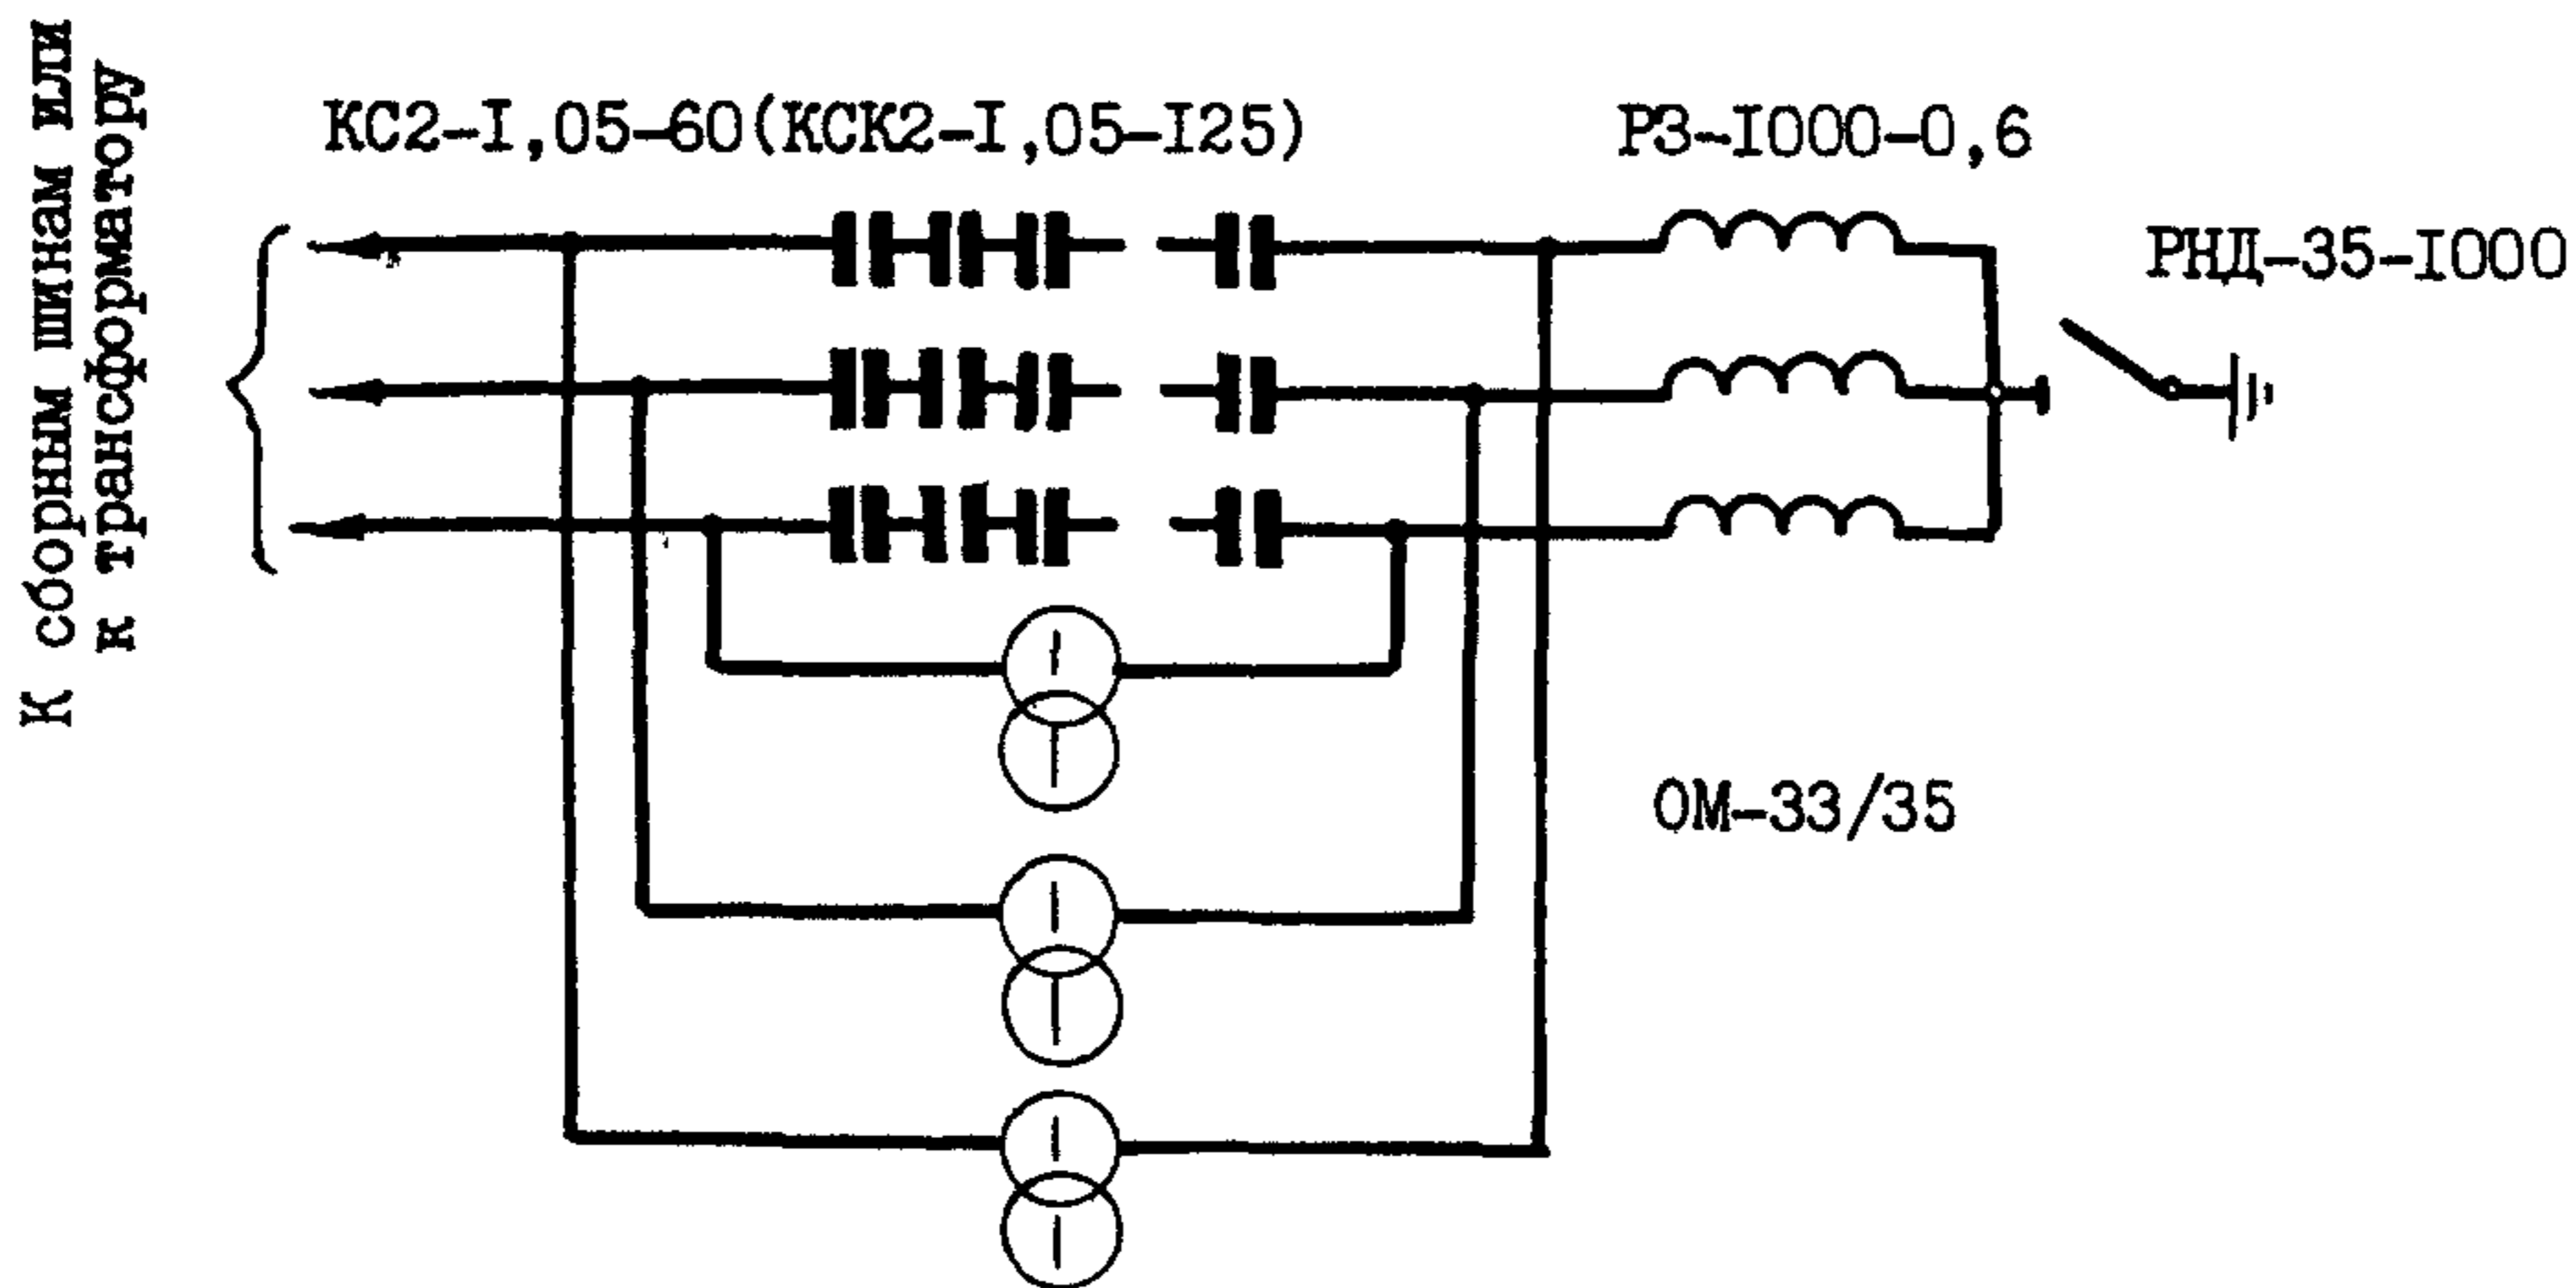 К сборным шинам или
к трансформатору
КС2-I,05-60(КСК2-I,05-I25)
РЗ-I000-0,6
РНД-35-I000
ОМ-33/35